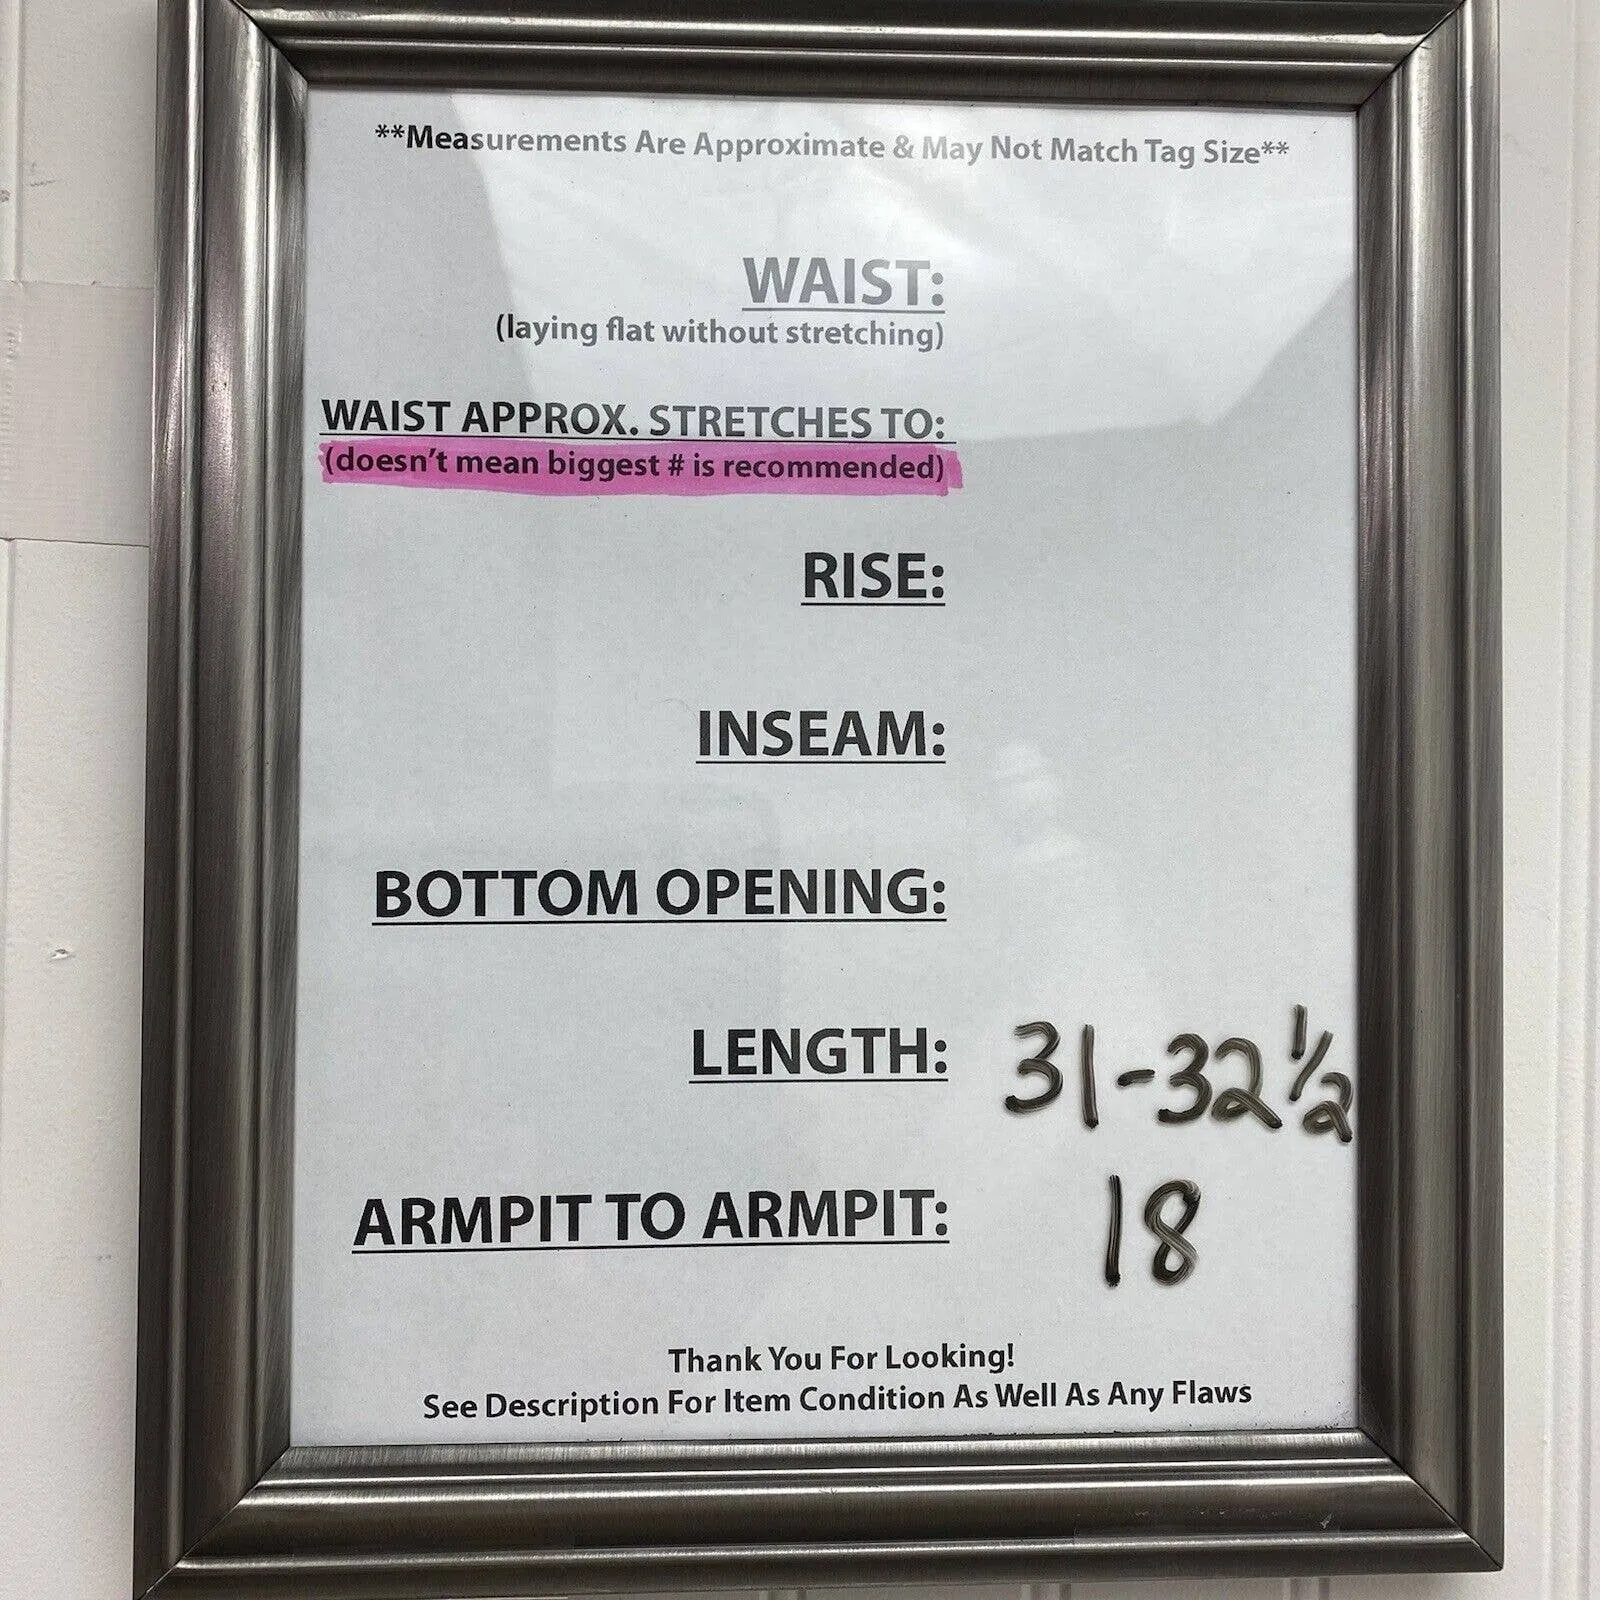 **Measurements Are Approximate & May Not Match Tag Size**
WAIST:
(laying flat without stretching)
WAIST APPROX. STRETCHES TO:
(doesn't mean biggest # is recommended)
RISE:
INSEAM:
BOTTOM OPENING:
LENGTH: 31-32 1/2
ARMPIT TO ARMPIT: 18
Thank You For Looking!
See Description For Item Condition As Well As Any Flaws